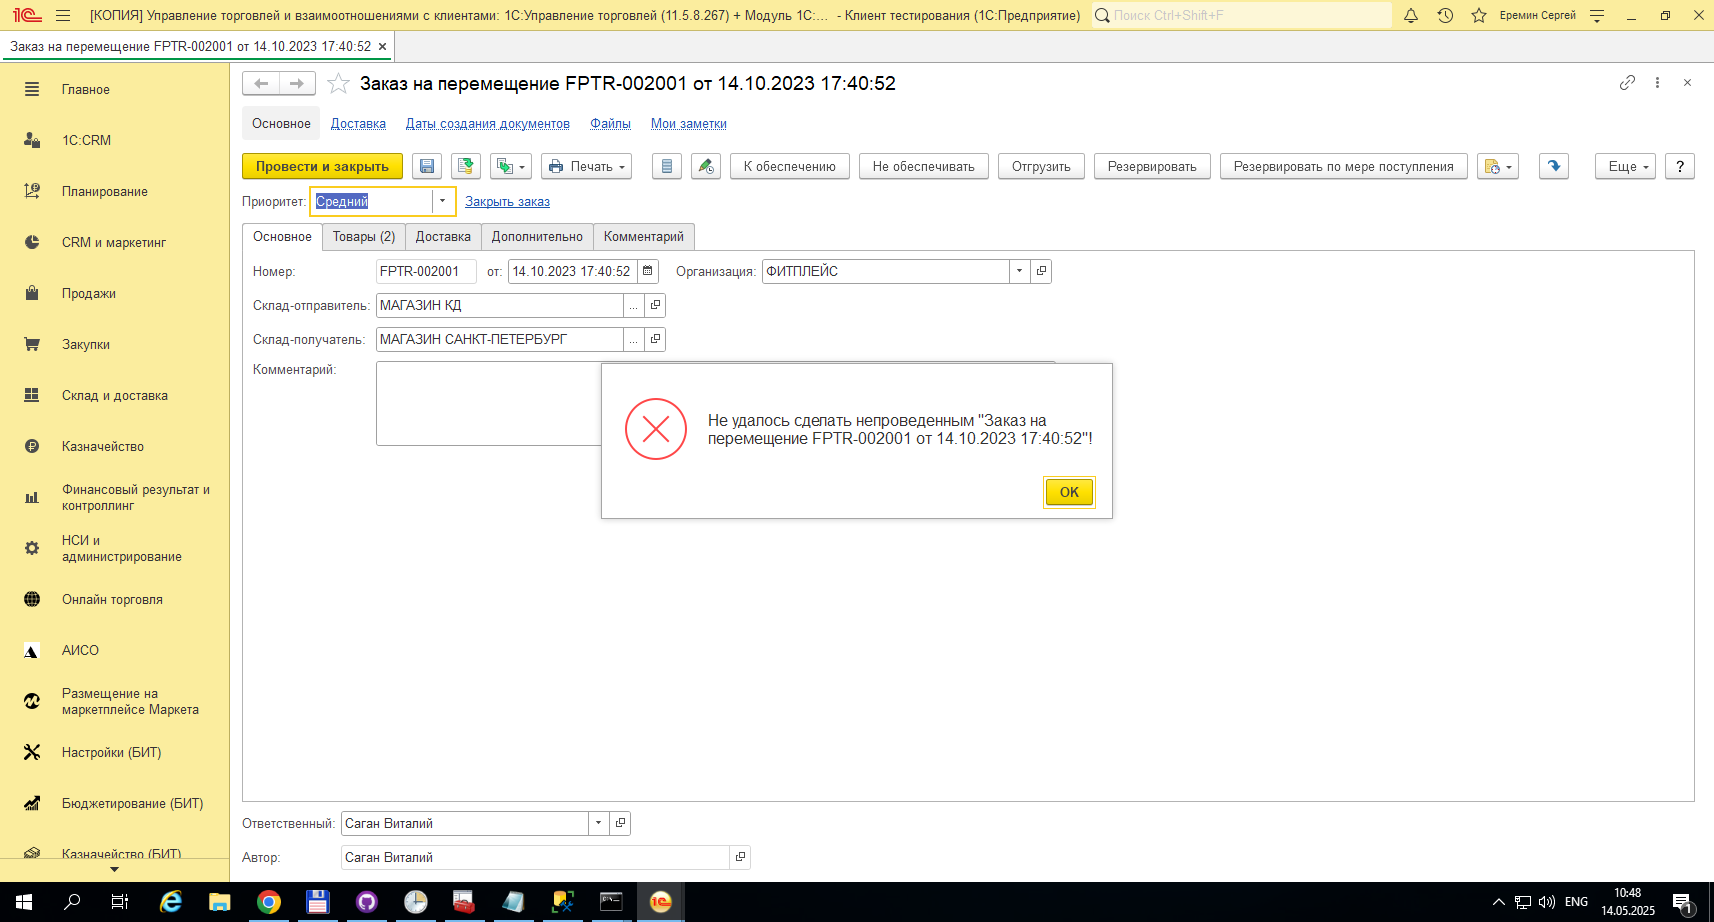 [КОПИЯ] Управление торговлей и взаимоотношениями с клиентами: 1С:Управление торговлей (11.5.8.267) + Модуль 1С:... - Клиент тестирования (1С:Предприятие)
Поиск Ctrl+Shift+F
Еремин Сергей
Заказ на перемещение FPTR-002001 от 14.10.2023 17:40:52 ×
Главное
1С:CRM
Планирование
CRM и маркетинг
Продажи
Закупки
Склад и доставка
Казначейство
Финансовый результат и
контроллинг
НСИ и
администрирование
Онлайн торговля
АИСО
Размещение на
маркетплейсе Маркета
Настройки (БИТ)
Бюджетирование (БИТ)
Казначейство (БИТ)
Заказ на перемещение FPTR-002001 от 14.10.2023 17:40:52
Основное Доставка Даты создания документов Файлы Мои заметки
Провести и закрыть Печать К обеспечению Не обеспечивать Отгрузить Резервировать Резервировать по мере поступления Еще ?
Приоритет: Средний Закрыть заказ
Основное Товары (2) Доставка Дополнительно Комментарий
Номер: FPTR-002001 от: 14.10.2023 17:40:52 Организация: ФИТПЛЕЙС
Склад-отправитель: МАГАЗИН КД ...
Склад-получатель: МАГАЗИН САНКТ-ПЕТЕРБУРГ ...
Комментарий:
Не удалось сделать непроведенным "Заказ на
перемещение FPTR-002001 от 14.10.2023 17:40:52"!
ОК
Ответственный: Саган Виталий
Автор: Саган Виталий
ENG
10:48
14.05.2025
1